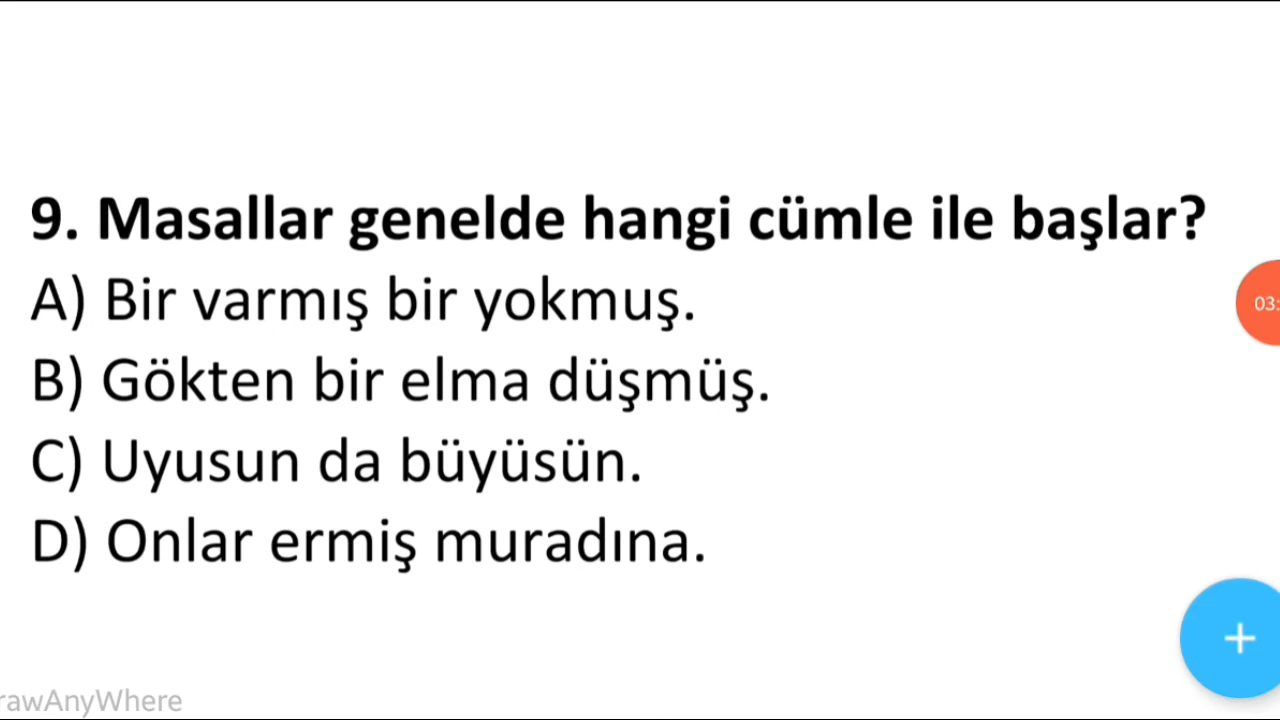 9. Masallar genelde hangi cümle ile başlar?
A) Bir varmış bir yokmuş.
B) Gökten bir elma düşmüş.
C) Uyusun da büyüsün.
D) Onlar ermiş muradına.
03:
+
rawAnyWhere